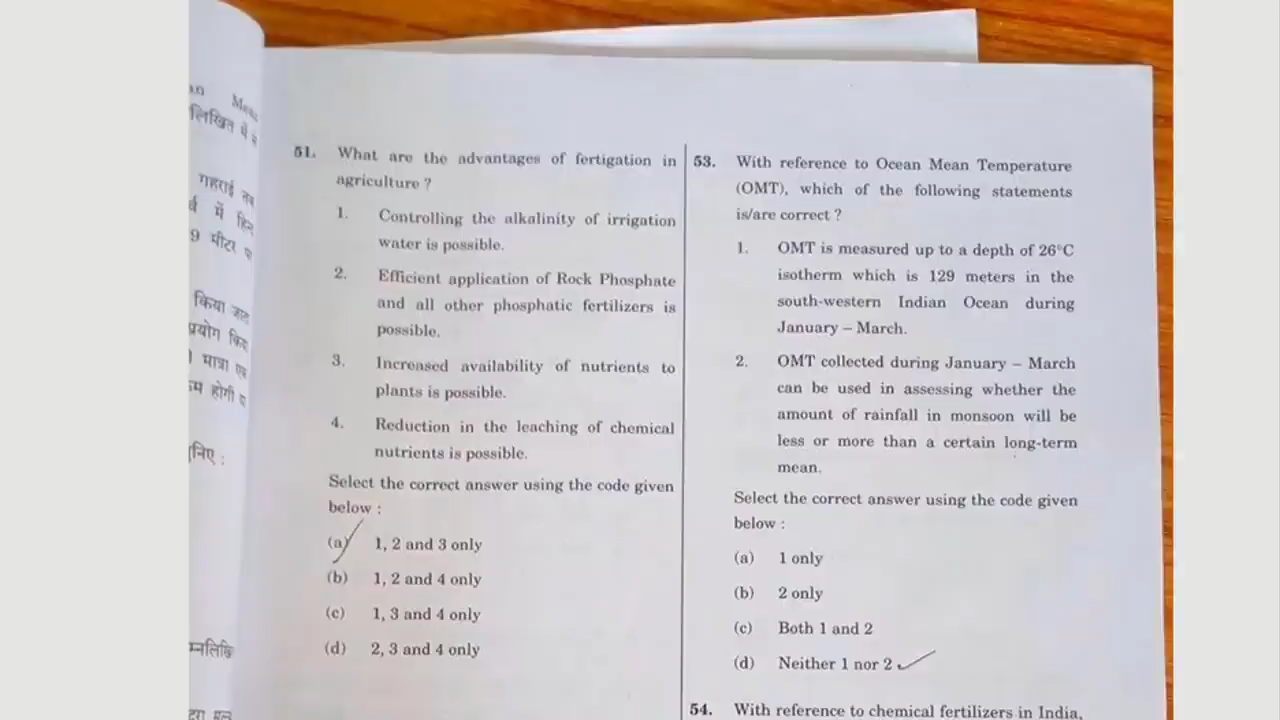 लिखित में से
गहराई तक
में हिन्द
9 मीटर पर
किया जात
मात्रा एव
कम होगी य
चुनिए :
म्नलिखि
51. What are the advantages of fertigation in
agriculture ?
1. Controlling the alkalinity of irrigation
water is possible.
2. Efficient application of Rock Phosphate
and all other phosphatic fertilizers is
possible.
3. Increased availability of nutrients to
plants is possible.
4. Reduction in the leaching of chemical
nutrients is possible.
Select the correct answer using the code given
below :
(a) 1, 2 and 3 only
(b) 1, 2 and 4 only
(c) 1, 3 and 4 only
(d) 2, 3 and 4 only
53. With reference to Ocean Mean Temperature
(OMT), which of the following statements
is/are correct ?
1. OMT is measured up to a depth of 26°C
isotherm which is 129 meters in the
south-western Indian Ocean during
January – March.
2. OMT collected during January – March
can be used in assessing whether the
amount of rainfall in monsoon will be
less or more than a certain long-term
mean.
Select the correct answer using the code given
below :
(a) 1 only
(b) 2 only
(c) Both 1 and 2
(d) Neither 1 nor 2
54. With reference to chemical fertilizers in India,